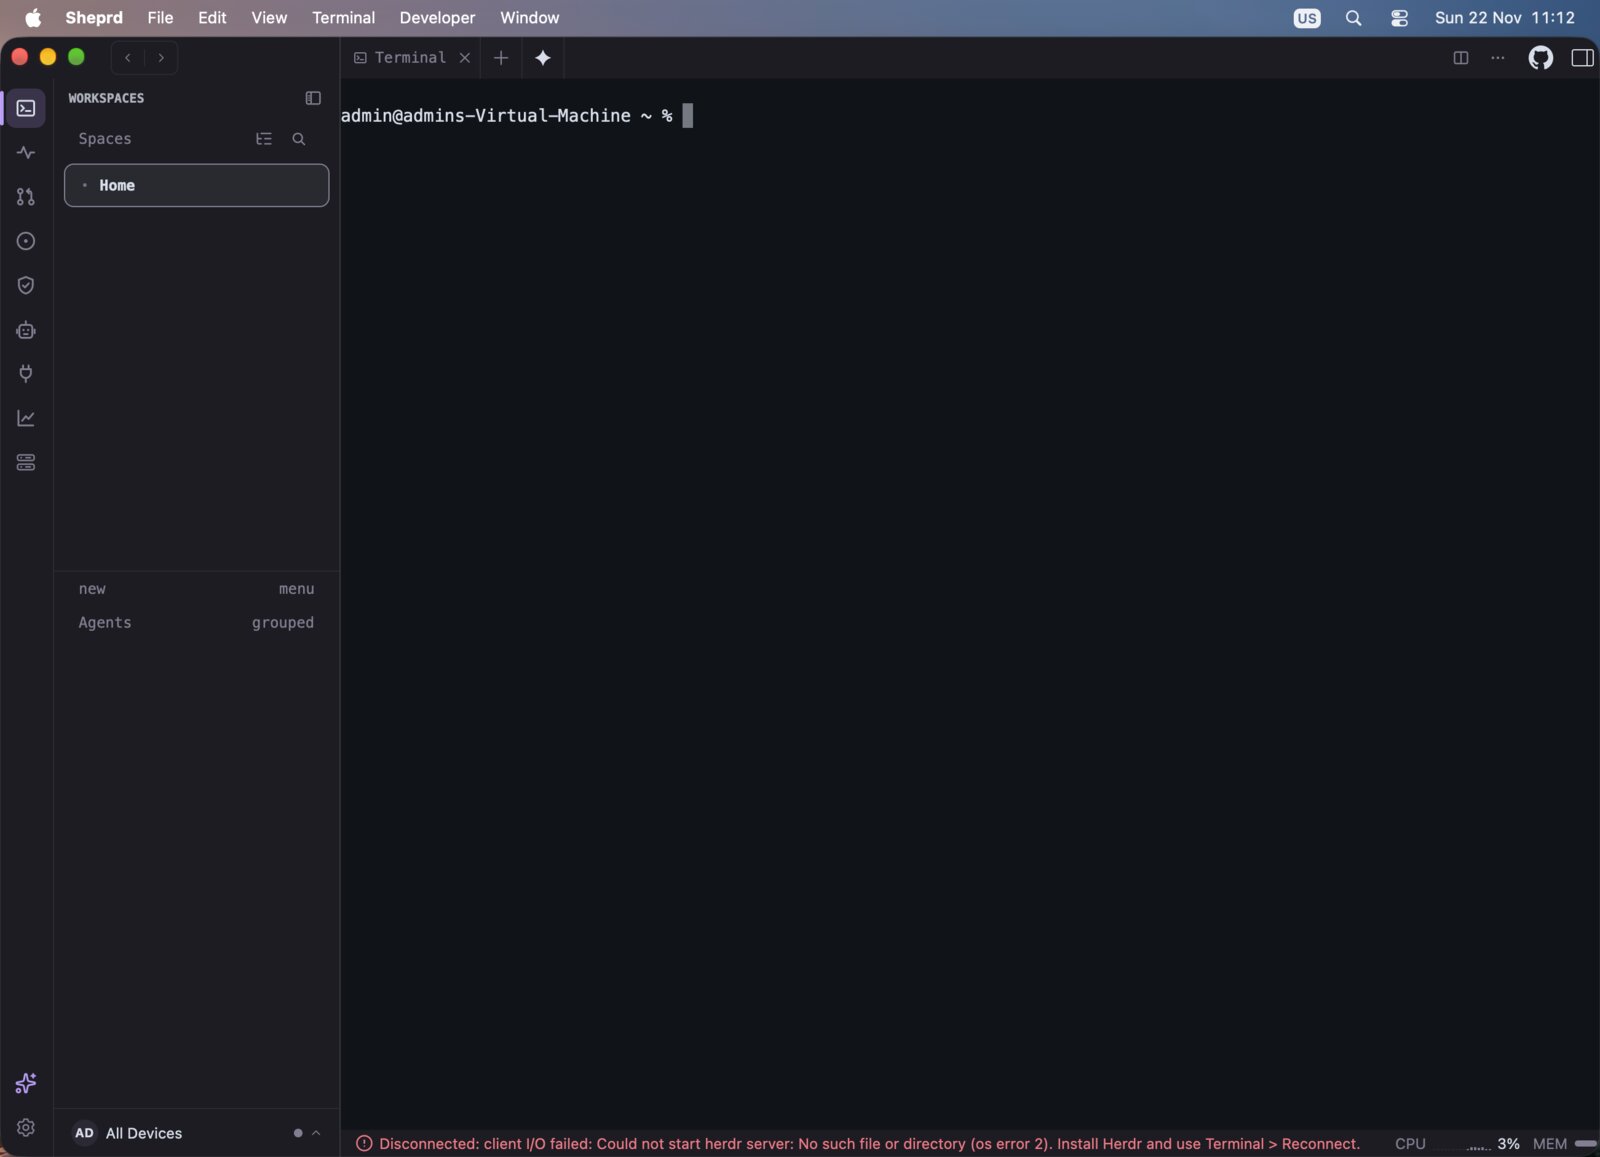 Sheprd File Edit View Terminal Developer Window US Sun 22 Nov 11:12
Terminal
WORKSPACES
admin@admins-Virtual-Machine ~ %
Spaces
Home
new menu
Agents grouped
AD All Devices
Disconnected: client I/O failed: Could not start herdr server: No such file or directory (os error 2). Install Herdr and use Terminal > Reconnect. CPU 3% MEM